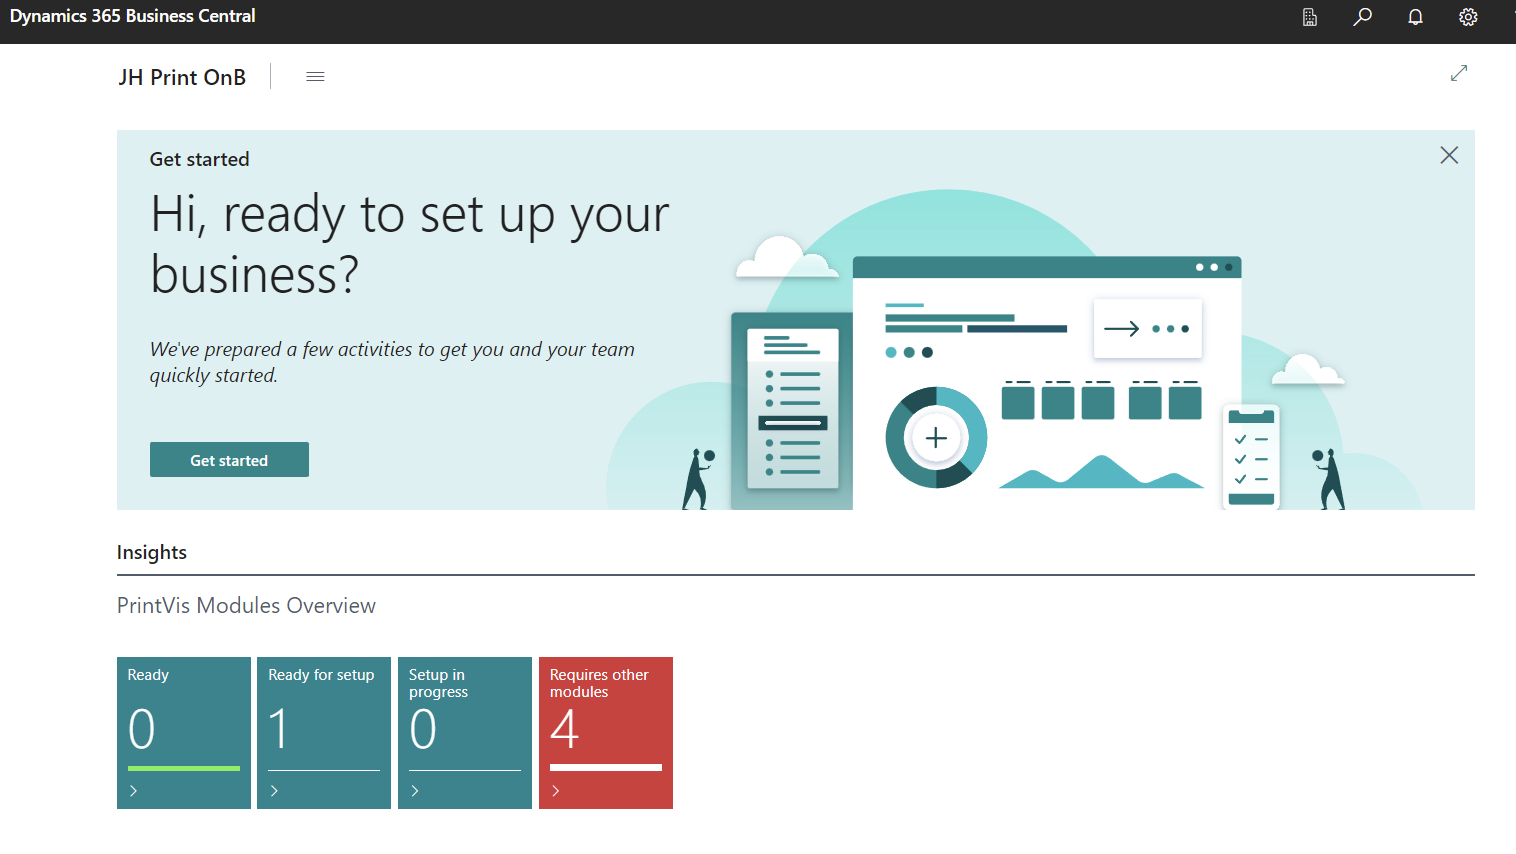 Dynamics 365 Business Central
JH Print OnB
Get started
Hi, ready to set up your
business?
We've prepared a few activities to get you and your team
quickly started.
Get started
Insights
PrintVis Modules Overview
Ready
0
Ready for setup
1
Setup in
progress
0
Requires other
modules
4